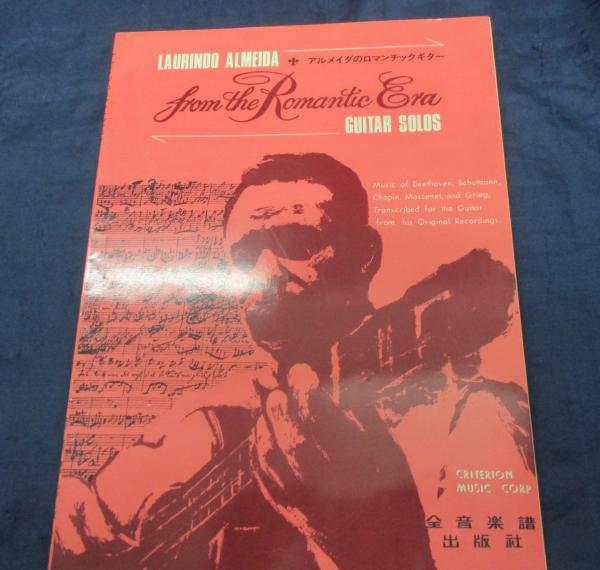 LAURINDO ALMEIDA アルメイダのロマンチックギター
from the Romantic Era
GUITAR SOLOS
Music of Beethoven, Schumann,
Chopin, Massenet, and Grieg,
Transcribed for the Guitar
from his Original Recordings.
CRITERION
MUSIC CORP
全音楽譜
出版社